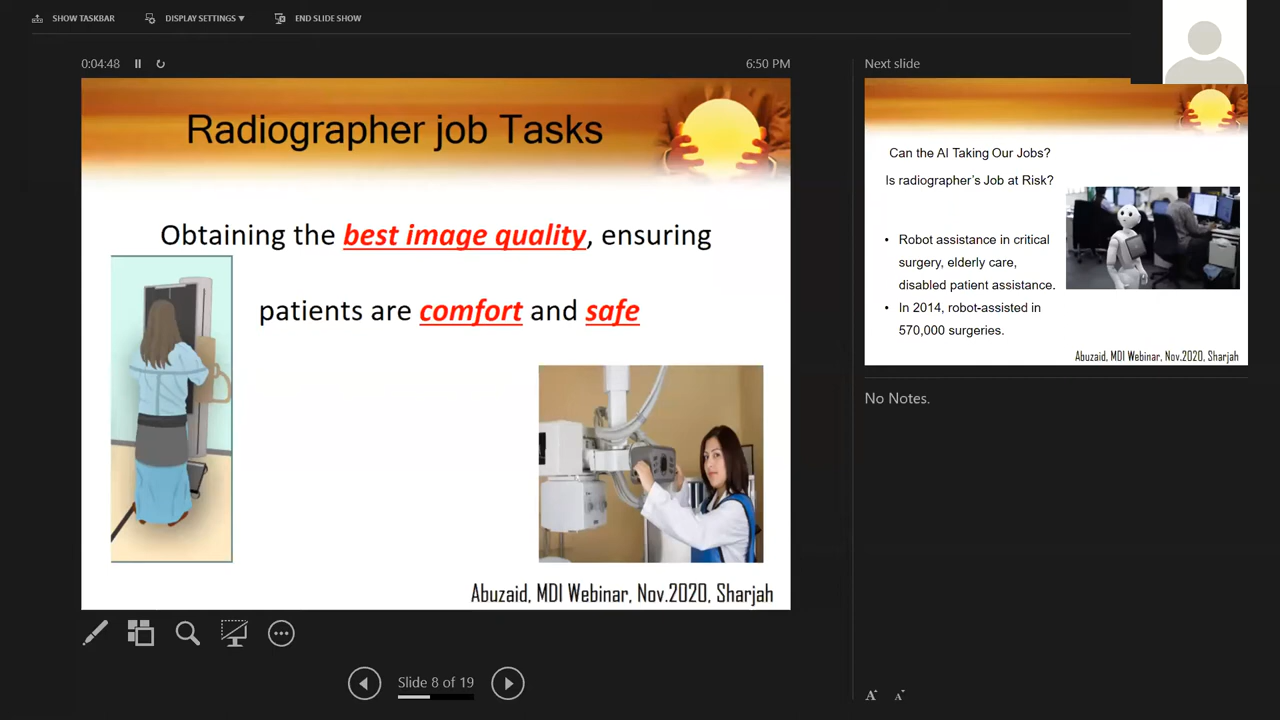 SHOW TASKBAR
DISPLAY SETTINGS ▼
END SLIDE SHOW
0:04:48
6:50 PM
Radiographer job Tasks
Obtaining the best image quality, ensuring
patients are comfort and safe
Abuzaid, MDI Webinar, Nov.2020, Sharjah
Slide 8 of 19
Next slide
Can the AI Taking Our Jobs?
Is radiographer's Job at Risk?
• Robot assistance in critical
surgery, elderly care,
disabled patient assistance.
• In 2014, robot-assisted in
570,000 surgeries.
Abuzaid, MDI Webinar, Nov.2020, Sharjah
No Notes.
A A